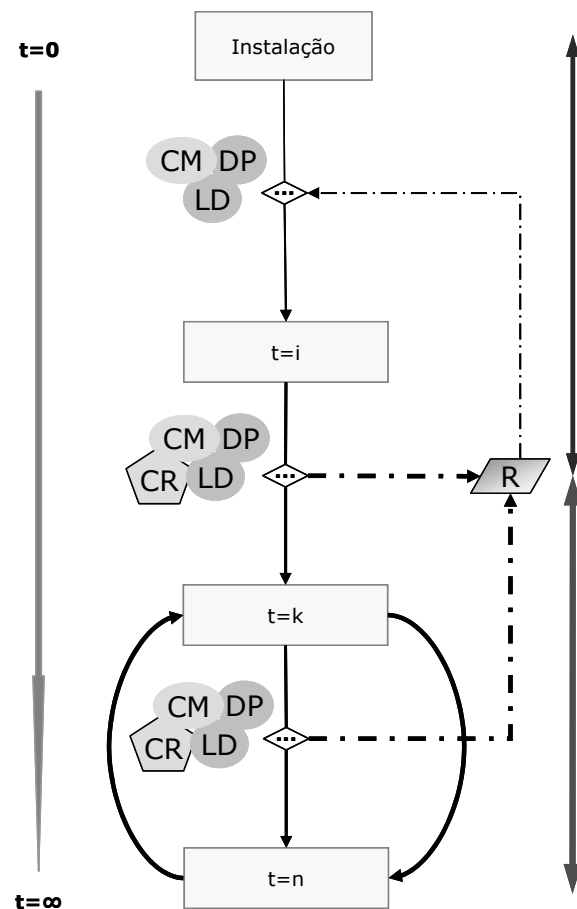 t=0
Instalação
CM DP
LD
...
t=i
CM DP
CR LD
...
R
t=k
CM DP
CR LD
...
t=n
t=∞